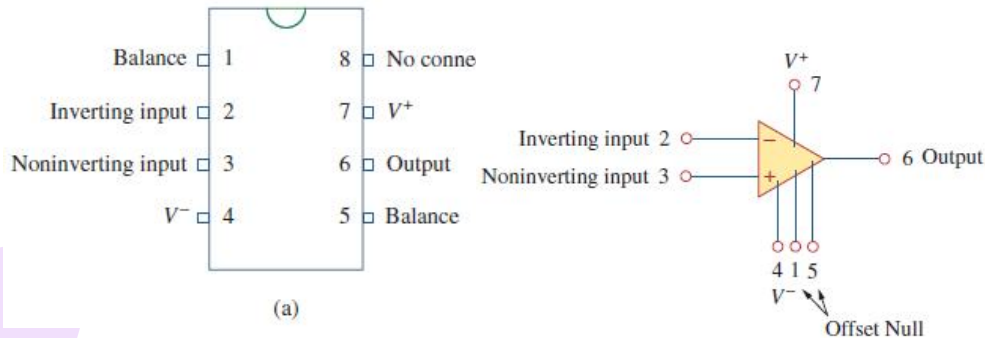 Balance 1
8 No conne
Inverting input 2
7 V⁺
Noninverting input 3
6 Output
V⁻ 4
5 Balance
(a)
V⁺
7
Inverting input 2
−
Noninverting input 3
+
6 Output
4 1 5
V⁻
Offset Null